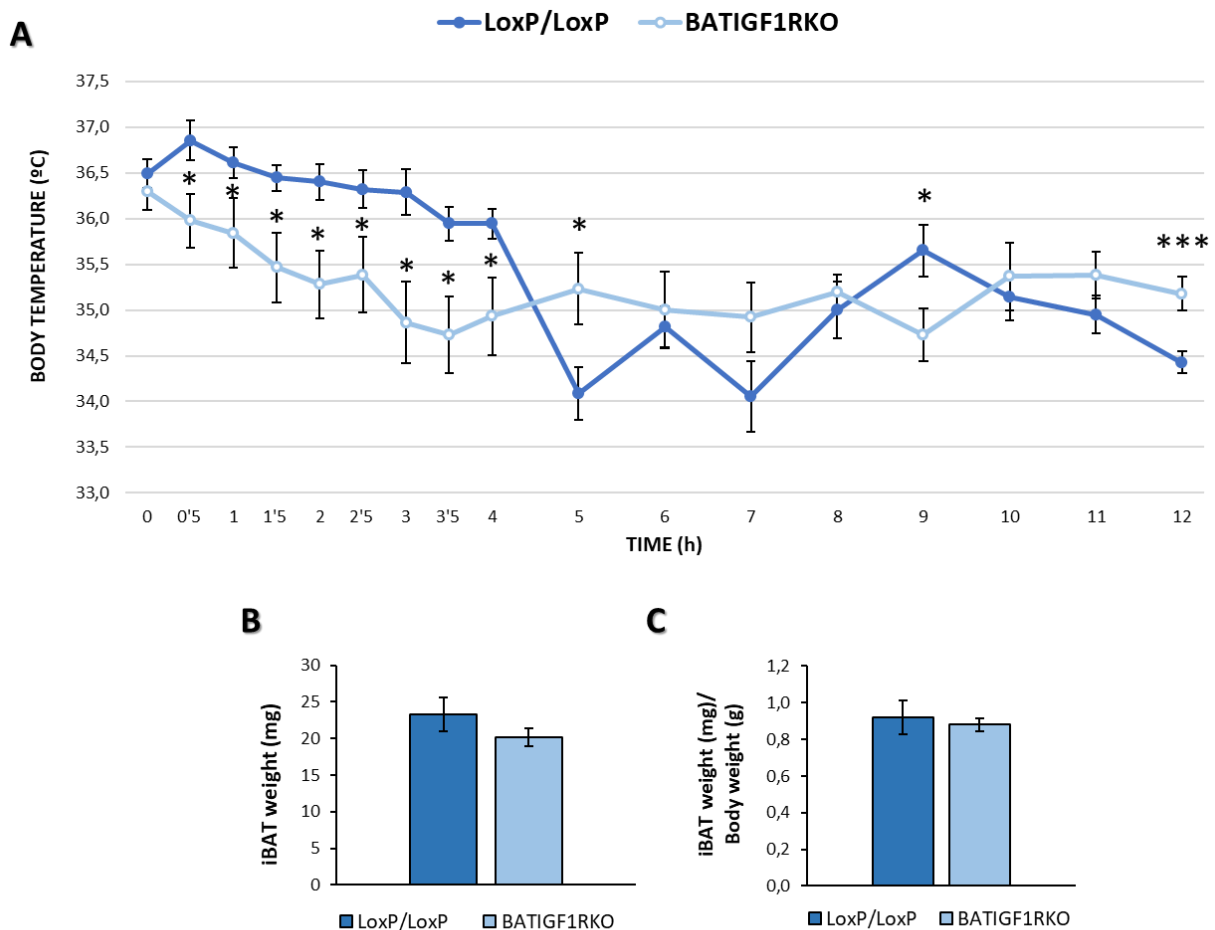 A
LoxP/LoxP BATIGF1RKO
BODY TEMPERATURE (ºC)
37,5
37,0
36,5
36,0
35,5
35,0
34,5
34,0
33,5
33,0
* * * * * * * * * * ***
0 0'5 1 1'5 2 2'5 3 3'5 4 5 6 7 8 9 10 11 12
TIME (h)
B
iBAT weight (mg)
30
25
20
15
10
5
0
LoxP/LoxP BATIGF1RKO
C
iBAT weight (mg)/
Body weight (g)
1,2
1,0
0,8
0,6
0,4
0,2
0,0
LoxP/LoxP BATIGF1RKO